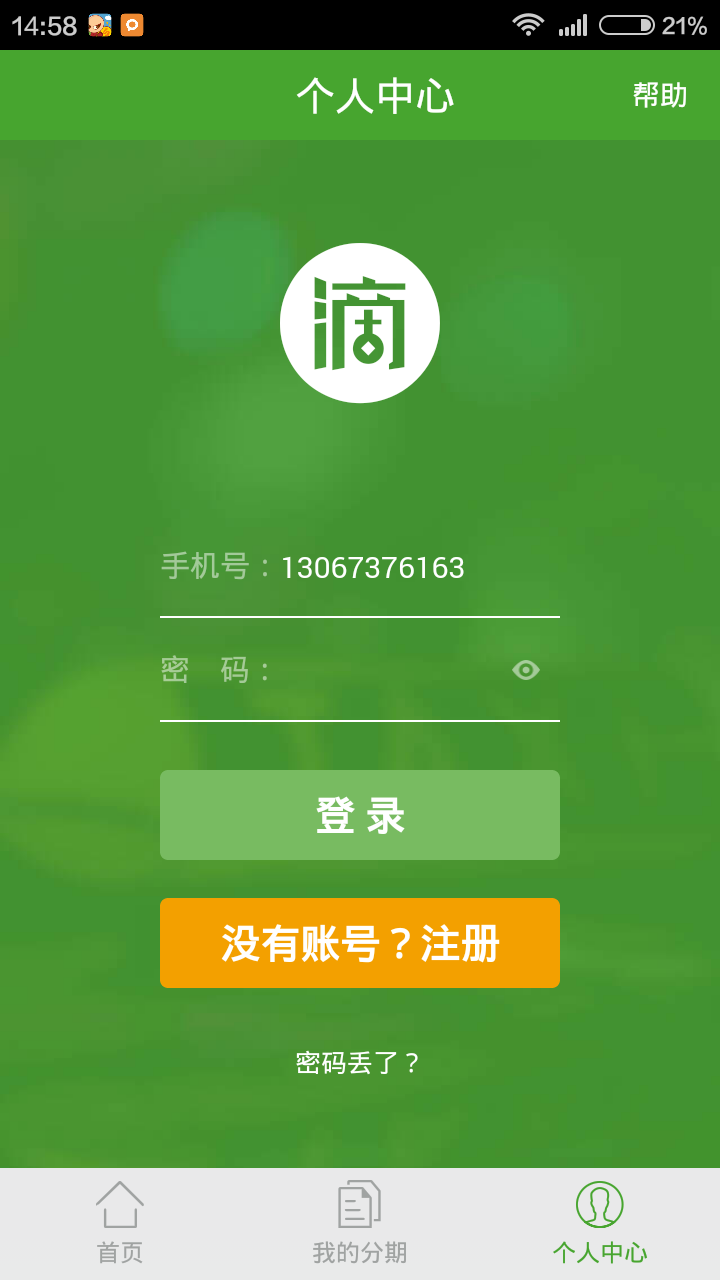 14:58
21%
个人中心
帮助
滴
手机号：13067376163
密 码：
登 录
没有账号？注册
密码丢了？
首页
我的分期
个人中心